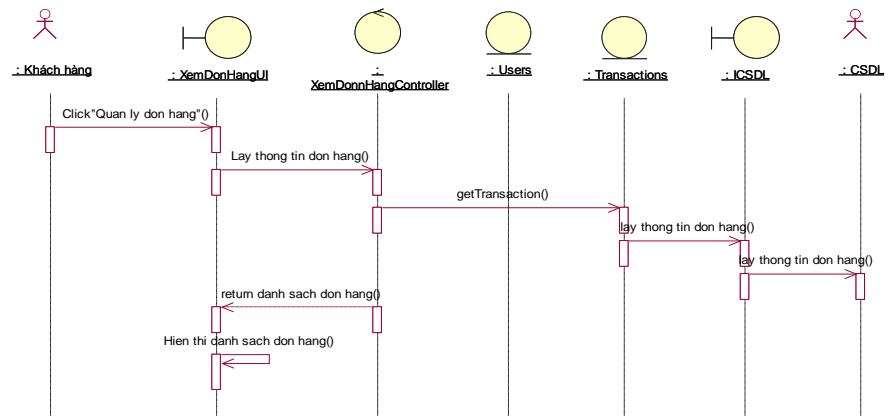 : Khách hàng
: XemDonHangUI
:
XemDonnHangController
: Users
: Transactions
: ICSDL
: CSDL
Click"Quan ly don hang"()
Lay thong tin don hang()
getTransaction()
lay thong tin don hang()
lay thong tin don hang()
return danh sach don hang()
Hien thi danh sach don hang()